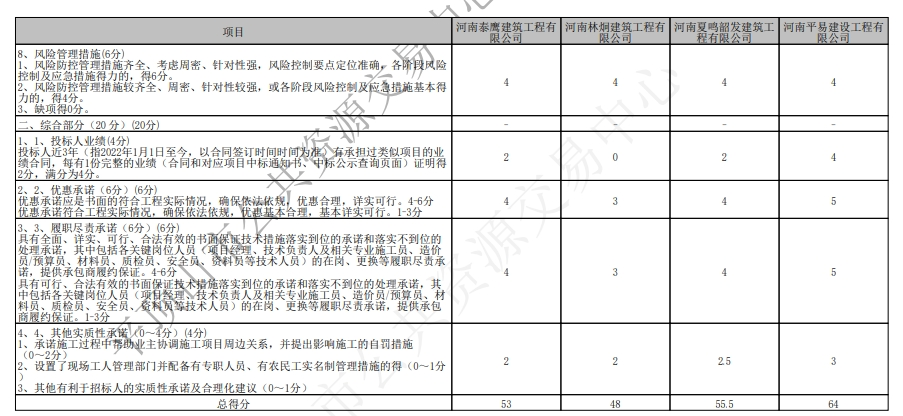 项目
河南泰鹰建筑工程有
限公司
河南林炯建筑工程有
限公司
河南夏鸣韶发建筑工
程有限公司
河南平易建设工程有
限公司
8、风险管理措施(6分)
1、风险防控管理措施齐全、考虑周密、针对性强，风险控制要点定位准确，各阶段风险
控制及应急措施得力的，得6分。
2、风险防控管理措施较齐全、周密、针对性较强，或各阶段风险控制及应急措施基本得
力的，得4分。
3、缺项得0分。
4
4
4
4
二、综合部分（20 分）(20分)
-
-
-
-
1、1、投标人业绩(4分)
投标人近3年（指2022年1月1日至今，以合同签订时间时间为准）有承担过类似项目的业
绩合同，每有1份完整的业绩（合同和对应项目中标通知书、中标公示查询页面）证明得
2分，满分为4分。
2
0
2
4
2、2、优惠承诺（6分）(6分)
优惠承诺应是书面的符合工程实际情况，确保依法依规，优惠合理，详实可行。4-6分
优惠承诺符合工程实际情况，确保依法依规，优惠基本合理，基本详实可行。1-3分
4
3
4
5
3、3、履职尽责承诺（6分）(6分)
具有全面、详实、可行、合法有效的书面保证技术措施落实到位的承诺和落实不到位的
处理承诺，其中包括各关键岗位人员（项目经理、技术负责人及相关专业施工员、造价
员/预算员、材料员、质检员、安全员、资料员等技术人员）的在岗、更换等履职尽责承
诺，提供承包商履约保证。4-6分
具有可行、合法有效的书面保证技术措施落实到位的承诺和落实不到位的处理承诺，其
中包括各关键岗位人员（项目经理、技术负责人及相关专业施工员、造价员/预算员、材
料员、质检员、安全员、资料员等技术人员）的在岗、更换等履职尽责承诺，提供承包
商履约保证。1-3分
4
3
4
5
4、4、其他实质性承诺（0～4分）(4分)
1、承诺施工过程中帮助业主协调施工项目周边关系，并提出影响施工的自罚措施
（0～2分）
2、设置了现场工人管理部门并配备有专职人员、有农民工实名制管理措施的得（0～1分
）
3、其他有利于招标人的实质性承诺及合理化建议（0～1分）
2
2
2.5
3
总得分
53
48
55.5
64
平顶山市公共资源交易中心
市公共资源交易中心